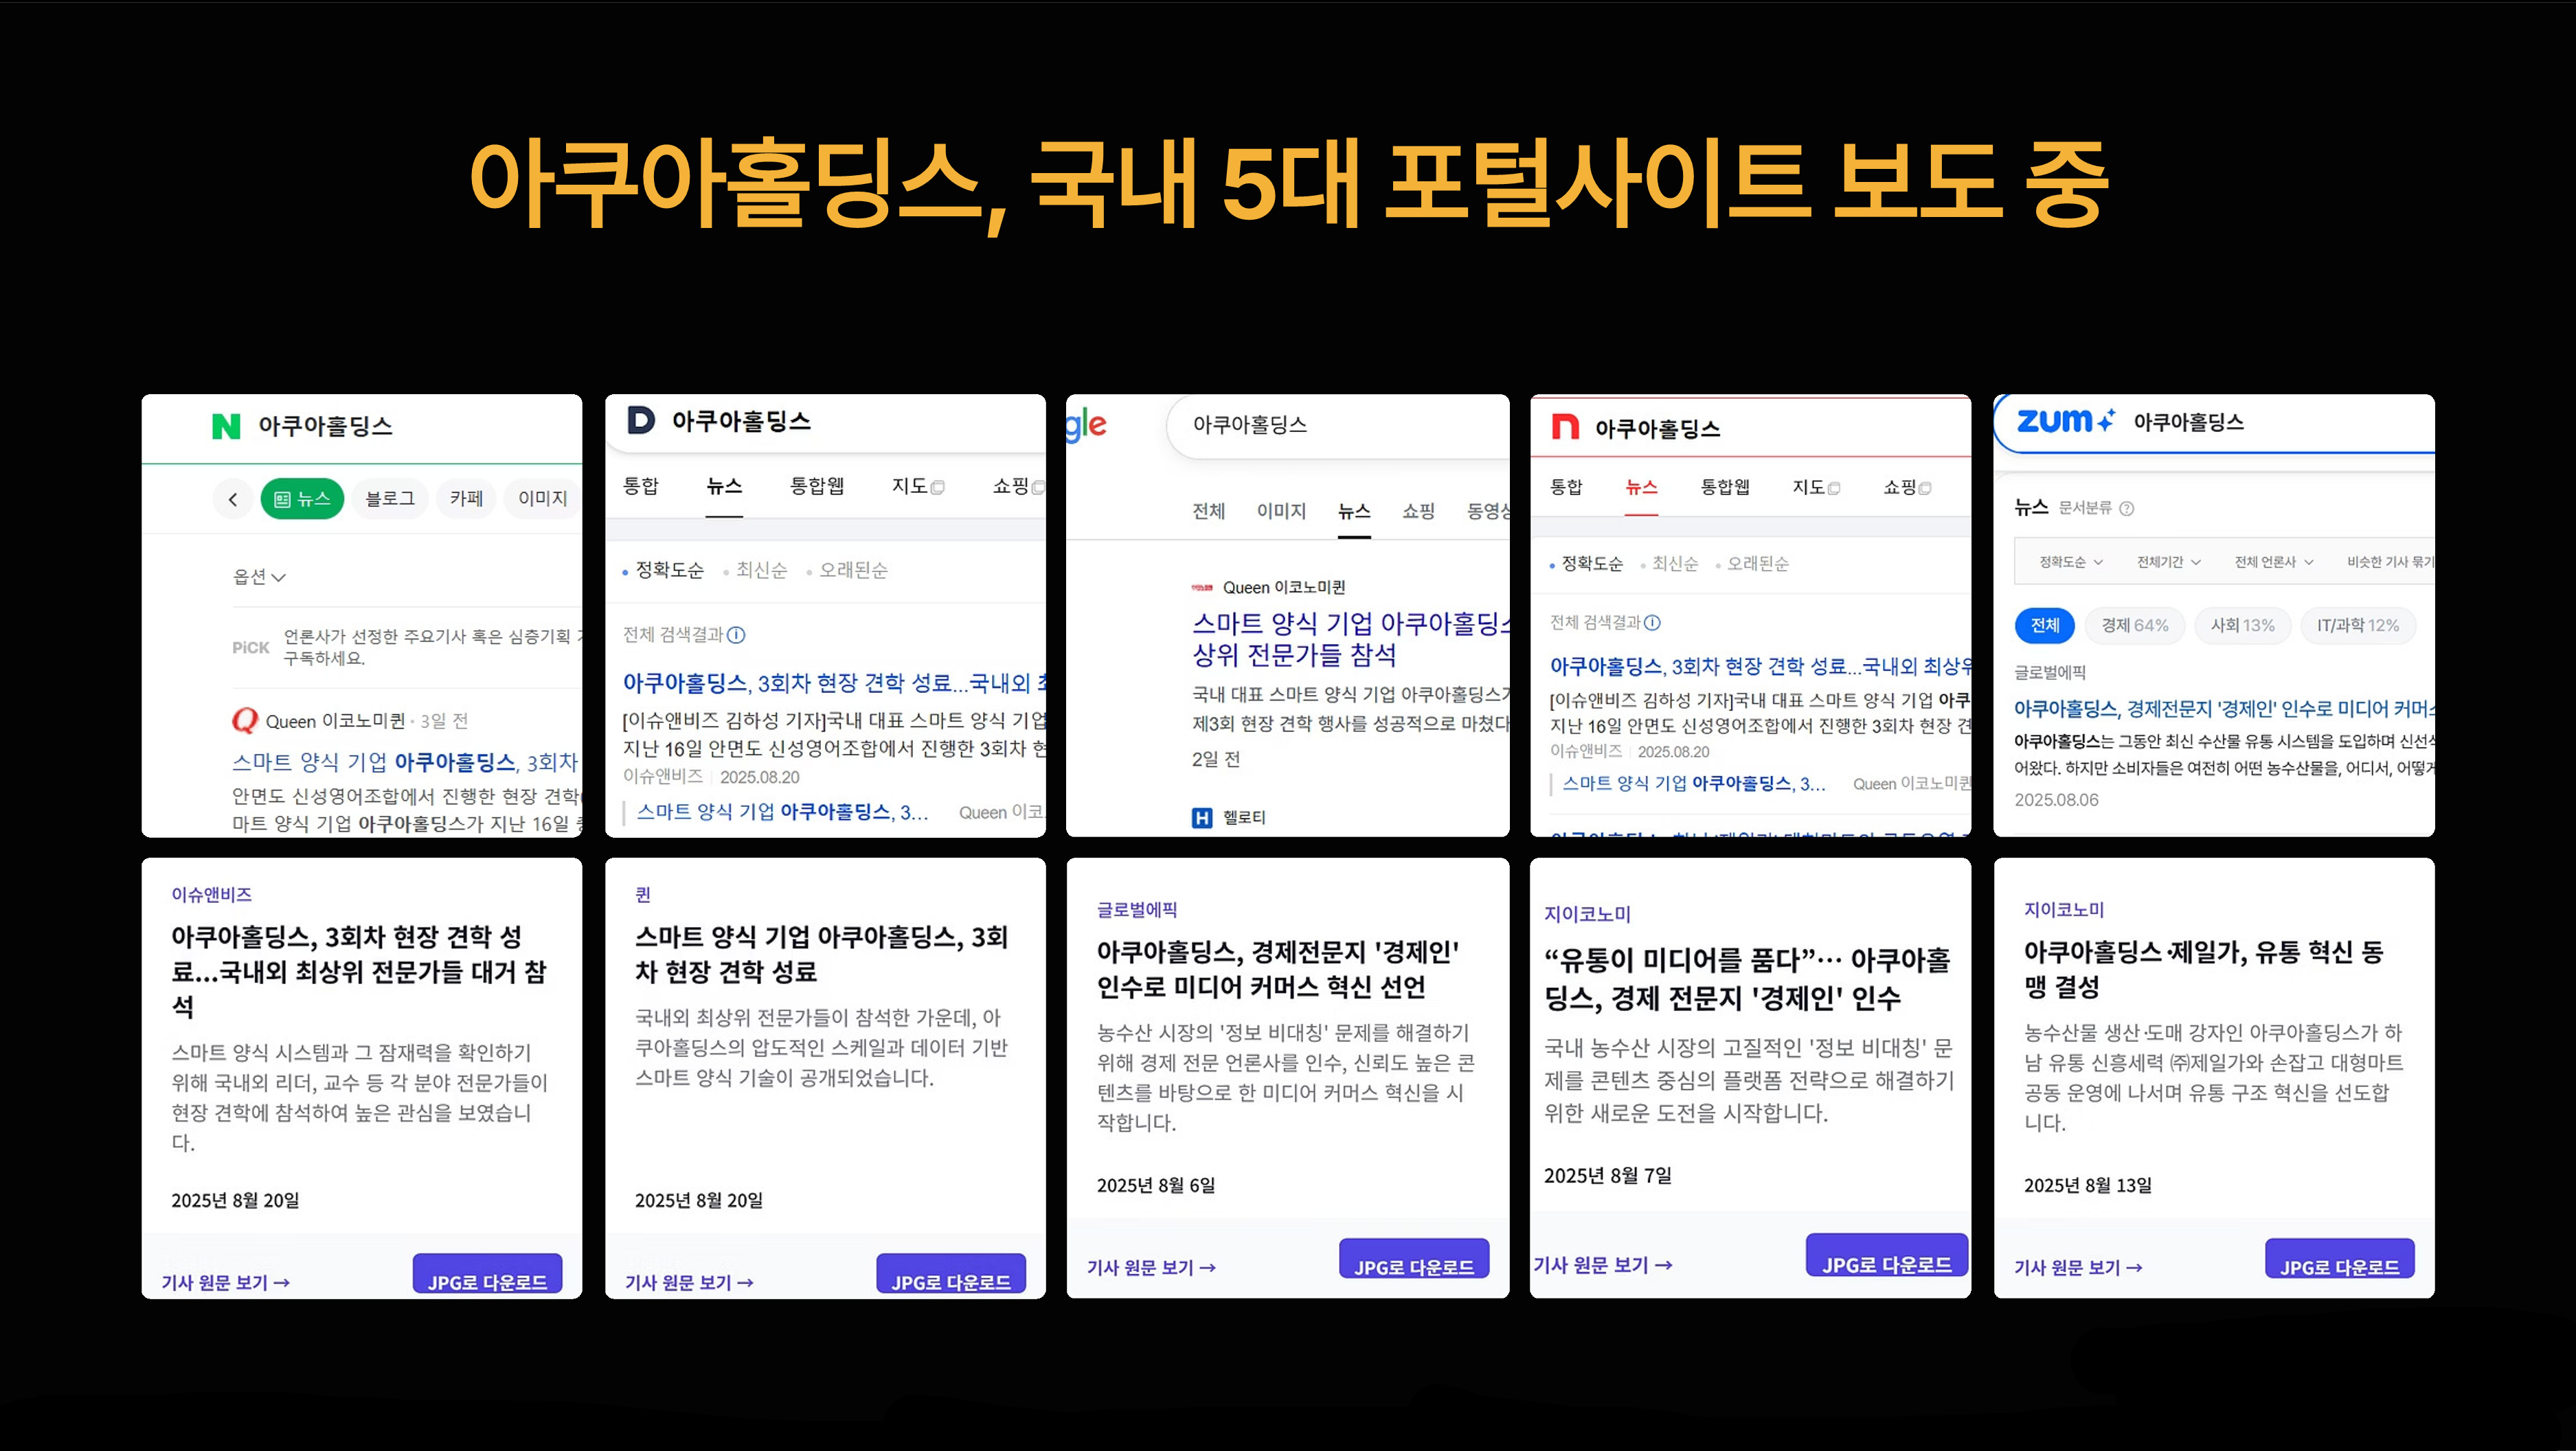 아쿠아홀딩스, 국내 5대 포털사이트 보도 중
N 아쿠아홀딩스
뉴스 블로그 카페 이미지
옵션
PiCK 언론사가 선정한 주요기사 혹은 심층기획
구독하세요.
Queen 이코노미퀸 · 3일 전
스마트 양식 기업 아쿠아홀딩스, 3회차
안면도 신성영어조합에서 진행한 현장 견학
마트 양식 기업 아쿠아홀딩스가 지난 16일
D 아쿠아홀딩스
통합 뉴스 통합웹 지도 쇼핑
정확도순 최신순 오래된순
전체 검색결과
아쿠아홀딩스, 3회차 현장 견학 성료...국내외
[이슈앤비즈 김하성 기자]국내 대표 스마트 양식 기업
지난 16일 안면도 신성영어조합에서 진행한 3회차 현
이슈앤비즈 | 2025.08.20
스마트 양식 기업 아쿠아홀딩스, 3... Queen 이코
gle 아쿠아홀딩스
전체 이미지 뉴스 쇼핑 동영상
Queen 이코노미퀸
스마트 양식 기업 아쿠아홀딩스
상위 전문가들 참석
국내 대표 스마트 양식 기업 아쿠아홀딩스가
제3회 현장 견학 행사를 성공적으로 마쳤다
2일 전
H 헬로티
n 아쿠아홀딩스
통합 뉴스 통합웹 지도 쇼핑
정확도순 최신순 오래된순
전체 검색결과
아쿠아홀딩스, 3회차 현장 견학 성료...국내외 최상위
[이슈앤비즈 김하성 기자]국내 대표 스마트 양식 기업 아쿠
지난 16일 안면도 신성영어조합에서 진행한 3회차 현장 견
이슈앤비즈 | 2025.08.20
스마트 양식 기업 아쿠아홀딩스, 3... Queen 이코노미퀸
zum 아쿠아홀딩스
뉴스 문서분류
정확도순 전체기간 전체 언론사 비슷한 기사 묶기
전체 경제 64% 사회 13% IT/과학 12%
글로벌에픽
아쿠아홀딩스, 경제전문지 '경제인' 인수로 미디어 커머스
아쿠아홀딩스는 그동안 최신 수산물 유통 시스템을 도입하며 신선식
어왔다. 하지만 소비자들은 여전히 어떤 농수산물을, 어디서, 어떻게
2025.08.06
이슈앤비즈
아쿠아홀딩스, 3회차 현장 견학 성
료...국내외 최상위 전문가들 대거 참
석
스마트 양식 시스템과 그 잠재력을 확인하기
위해 국내외 리더, 교수 등 각 분야 전문가들이
현장 견학에 참석하여 높은 관심을 보였습니
다.
2025년 8월 20일
기사 원문 보기 →
JPG로 다운로드
퀸
스마트 양식 기업 아쿠아홀딩스, 3회
차 현장 견학 성료
국내외 최상위 전문가들이 참석한 가운데, 아
쿠아홀딩스의 압도적인 스케일과 데이터 기반
스마트 양식 기술이 공개되었습니다.
2025년 8월 20일
기사 원문 보기 →
JPG로 다운로드
글로벌에픽
아쿠아홀딩스, 경제전문지 '경제인'
인수로 미디어 커머스 혁신 선언
농수산 시장의 '정보 비대칭' 문제를 해결하기
위해 경제 전문 언론사를 인수, 신뢰도 높은 콘
텐츠를 바탕으로 한 미디어 커머스 혁신을 시
작합니다.
2025년 8월 6일
기사 원문 보기 →
JPG로 다운로드
지이코노미
“유통이 미디어를 품다”… 아쿠아홀
딩스, 경제 전문지 '경제인' 인수
국내 농수산 시장의 고질적인 '정보 비대칭' 문
제를 콘텐츠 중심의 플랫폼 전략으로 해결하기
위한 새로운 도전을 시작합니다.
2025년 8월 7일
기사 원문 보기 →
JPG로 다운로드
지이코노미
아쿠아홀딩스·제일가, 유통 혁신 동
맹 결성
농수산물 생산·도매 강자인 아쿠아홀딩스가 하
남 유통 신흥세력 ㈜제일가와 손잡고 대형마트
공동 운영에 나서며 유통 구조 혁신을 선도합
니다.
2025년 8월 13일
기사 원문 보기 →
JPG로 다운로드